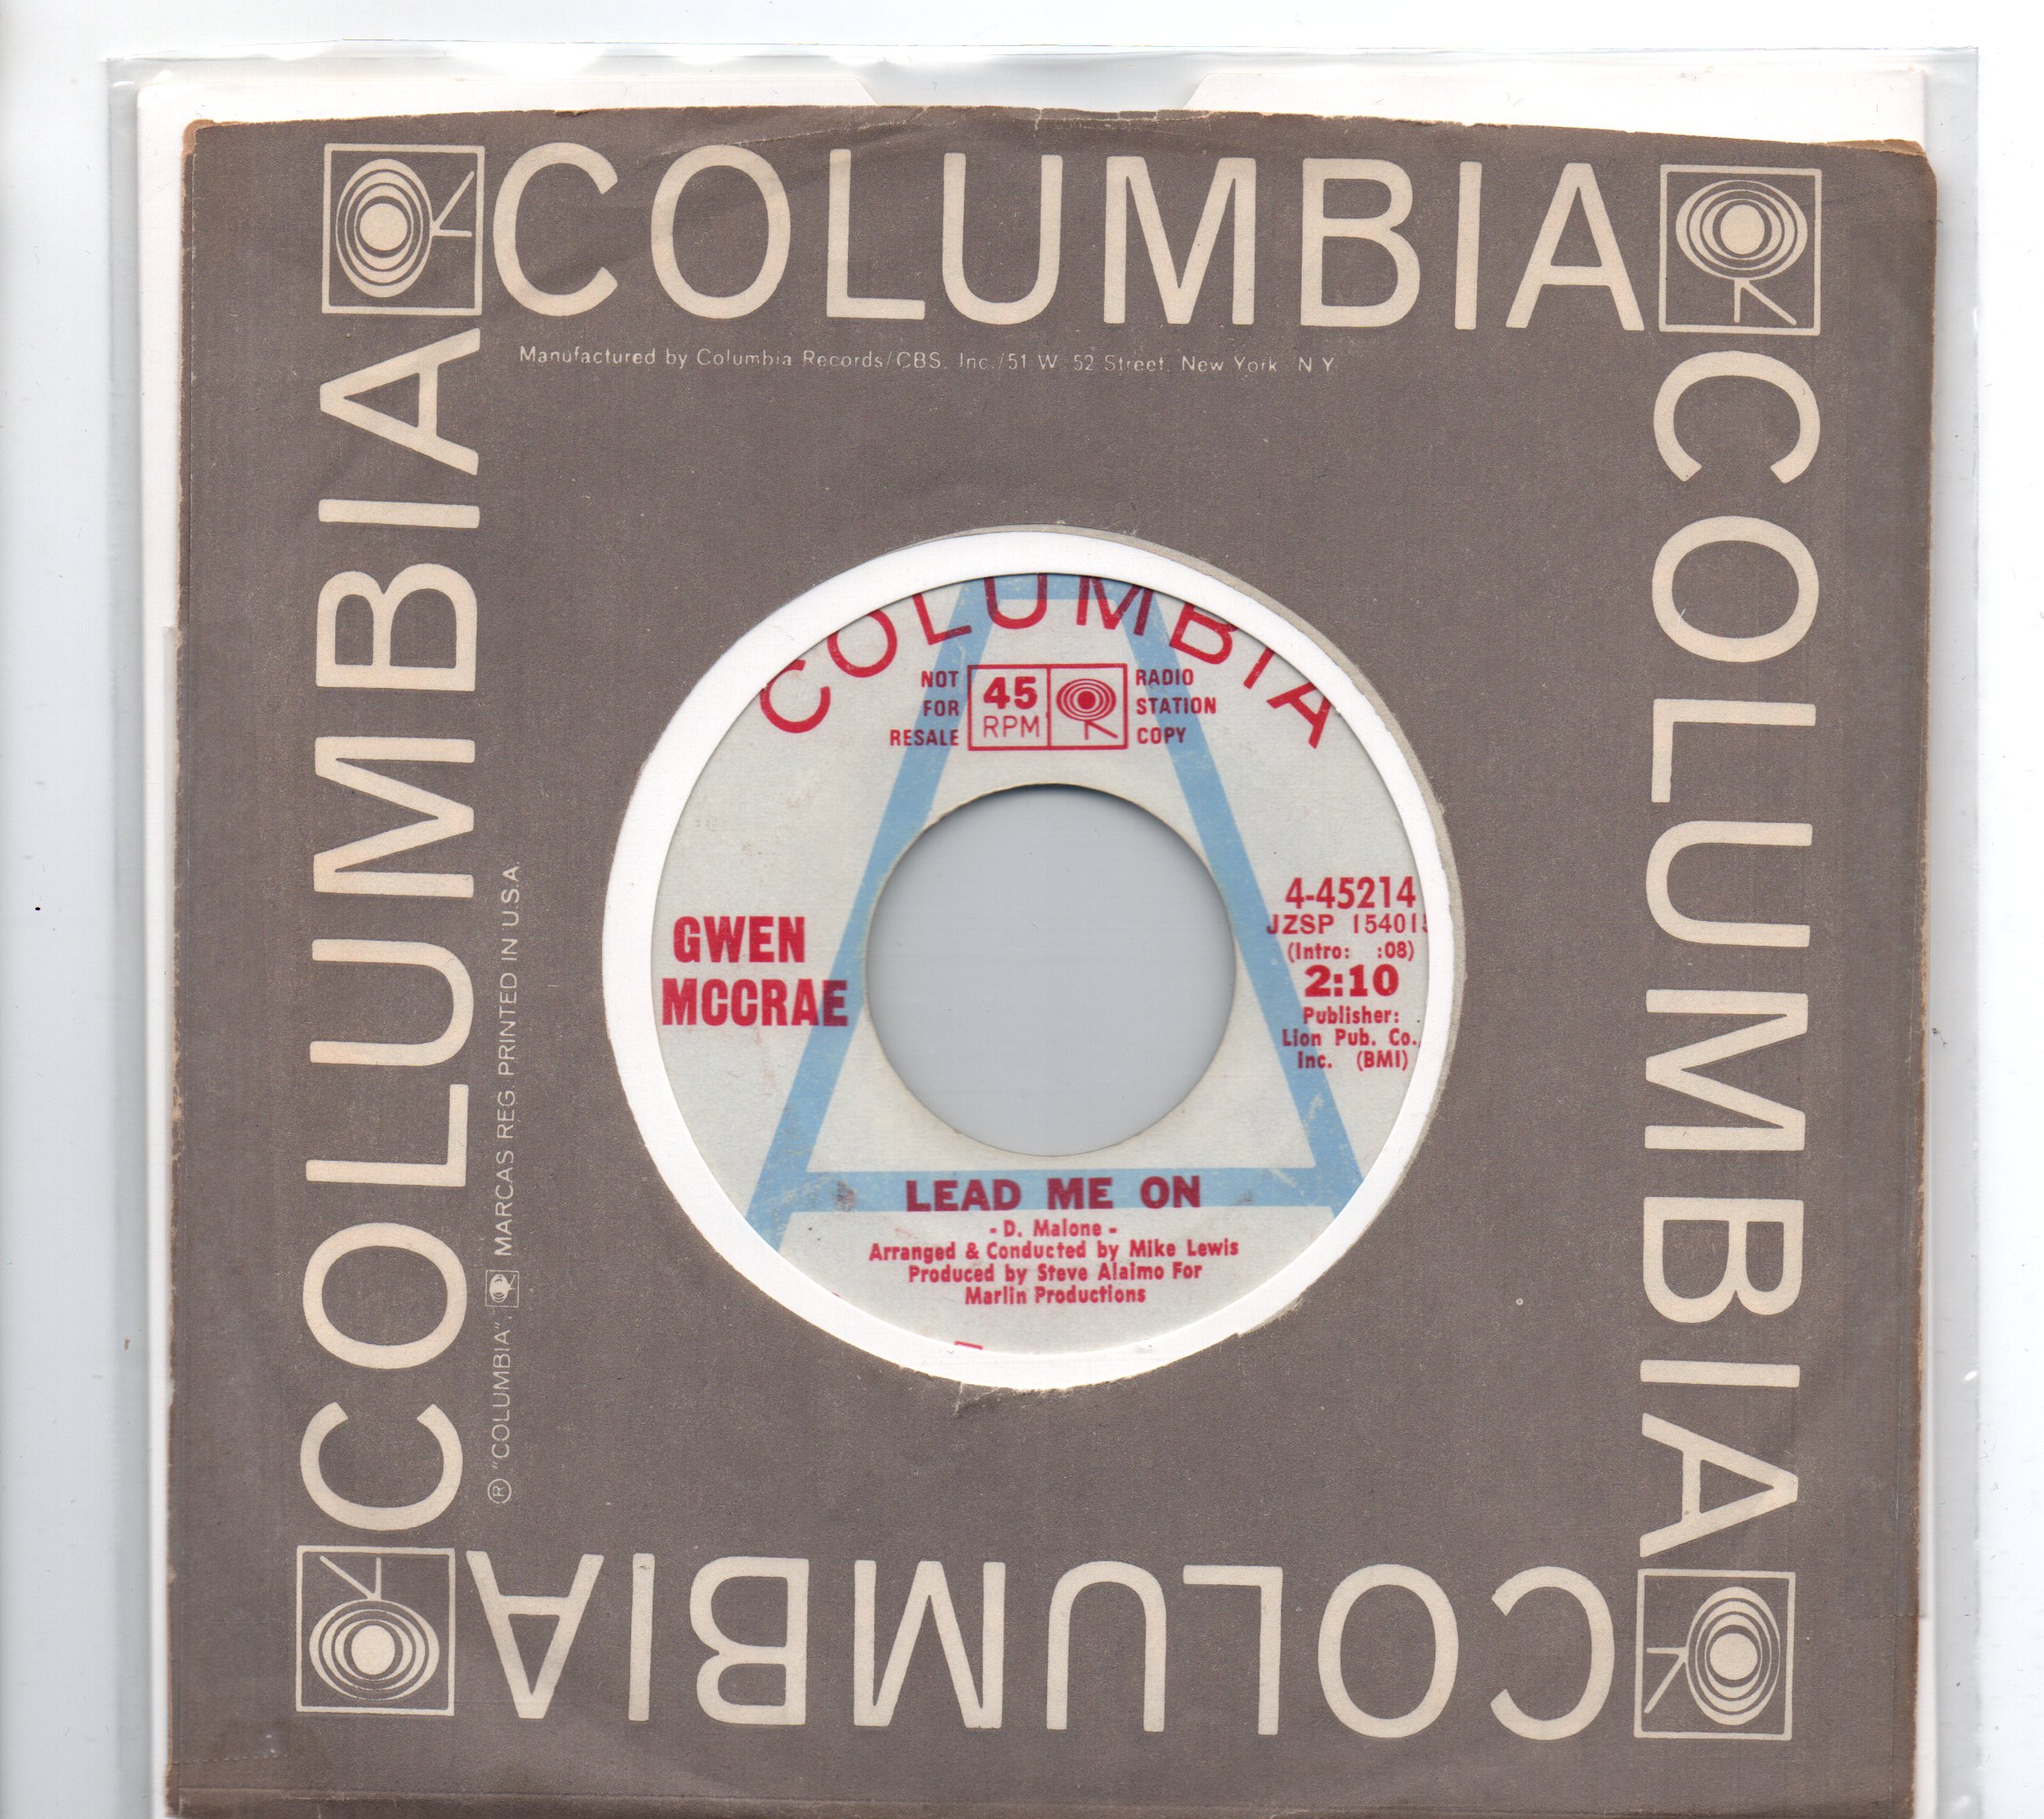 COLUMBIA
Manufactured by Columbia Records/CBS, Inc./51 W. 52 Street, New York, N.Y.
COLUMBIA
COLUMBIA
COLUMBIA
® "COLUMBIA", MARCAS REG. PRINTED IN U.S.A.
COLUMBIA
NOT FOR RESALE
45 RPM
RADIO STATION COPY
GWEN
MCCRAE
4-45214
JZSP 15401
(Intro: :08)
2:10
Publisher:
Lion Pub. Co.,
Inc. (BMI)
LEAD ME ON
- D. Malone -
Arranged & Conducted by Mike Lewis
Produced by Steve Alaimo For
Marlin Productions